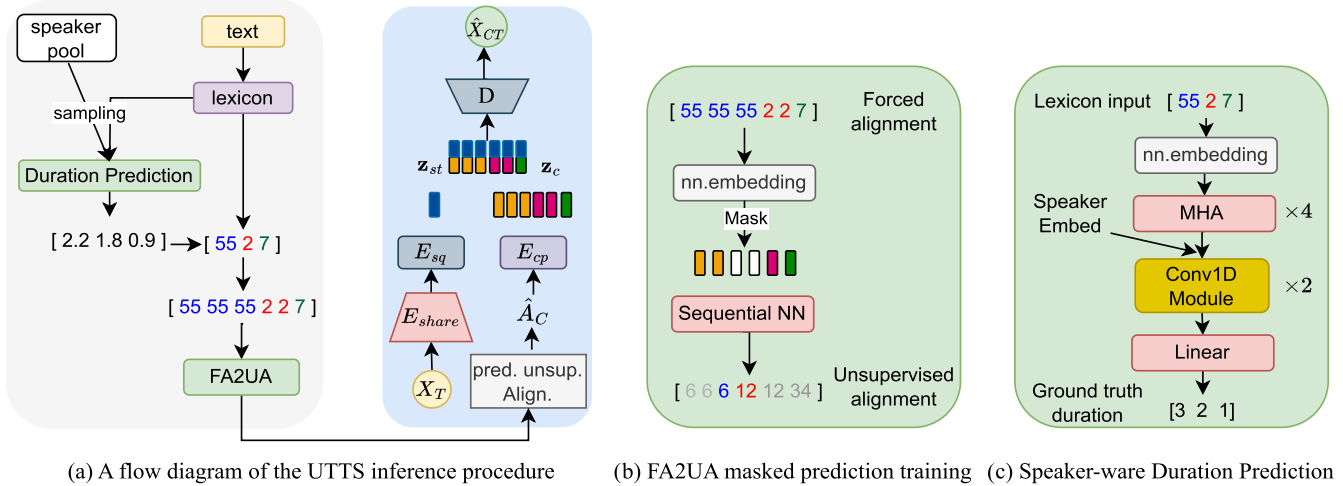 speaker
pool
text
sampling
lexicon
Duration Prediction
[ 2.2 1.8 0.9 ]
[ 55 2 7 ]
[ 55 55 55 2 2 7 ]
FA2UA
X̂_CT
D
z_st
z_c
E_sq
E_cp
E_share
Â_C
X_T
pred. unsup.
Align.
(a) A flow diagram of the UTTS inference procedure
[ 55 55 55 2 2 7 ]
Forced
alignment
nn.embedding
Mask
Sequential NN
[ 6 6 6 12 12 34 ]
Unsupervised
alignment
(b) FA2UA masked prediction training
Lexicon input
[ 55 2 7 ]
nn.embedding
Speaker
Embed
MHA
×4
Conv1D
Module
×2
Linear
Ground truth
duration
[3 2 1]
(c) Speaker-ware Duration Prediction